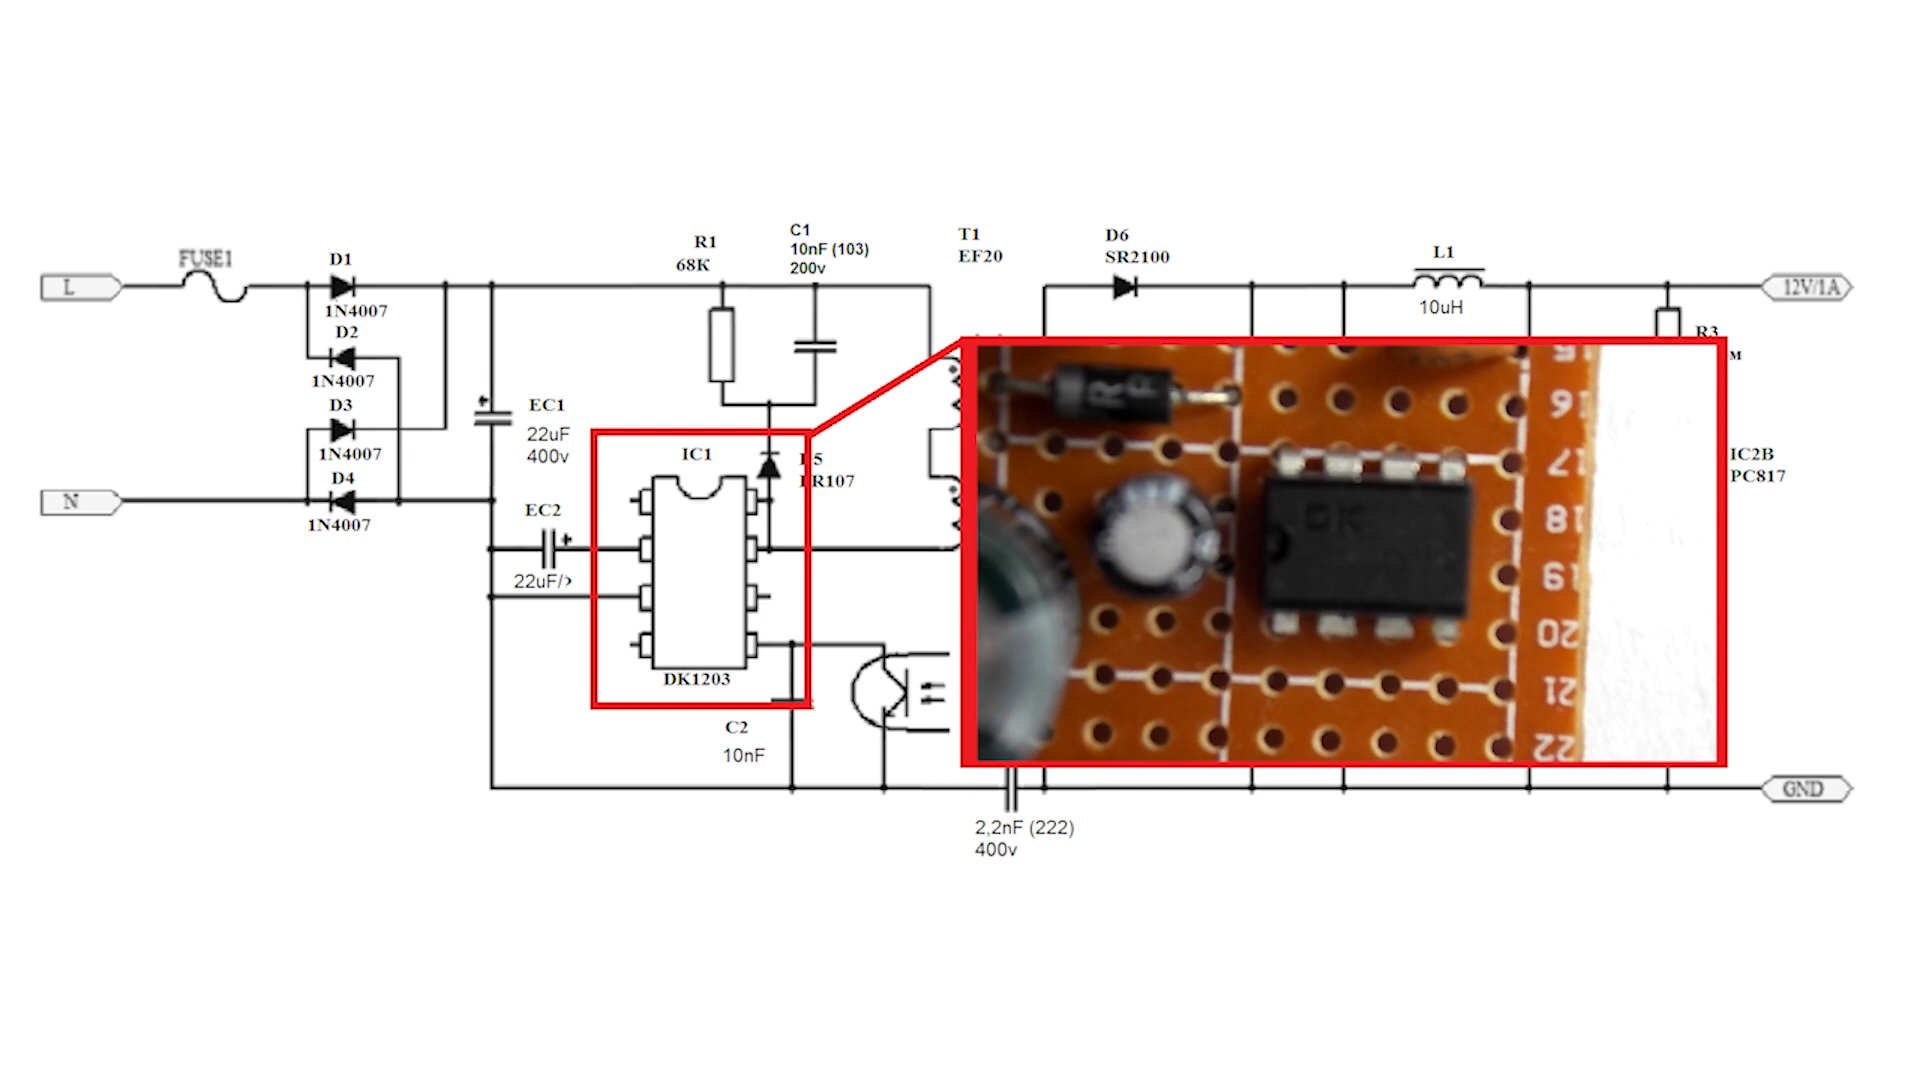 FUSE1
L
D1
1N4007
D2
1N4007
D3
1N4007
D4
1N4007
N
EC1
22uF
400v
EC2
R1
68K
C1
10nF (103)
200v
IC1
DK1203
C2
10nF
T1
EF20
D6
SR2100
L1
10uH
12V/1A
R3
M
IC2B
PC817
GND
2,2nF (222)
400v
DK
16
17
18
19
20
21
22